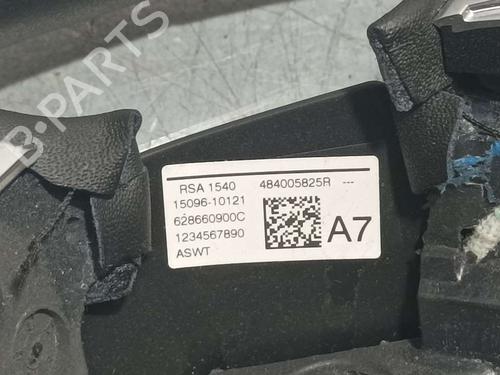 B-PARTS
RSA 1540 484005825R ---
15096-10121
628660900C
1234567890
ASWT
A7